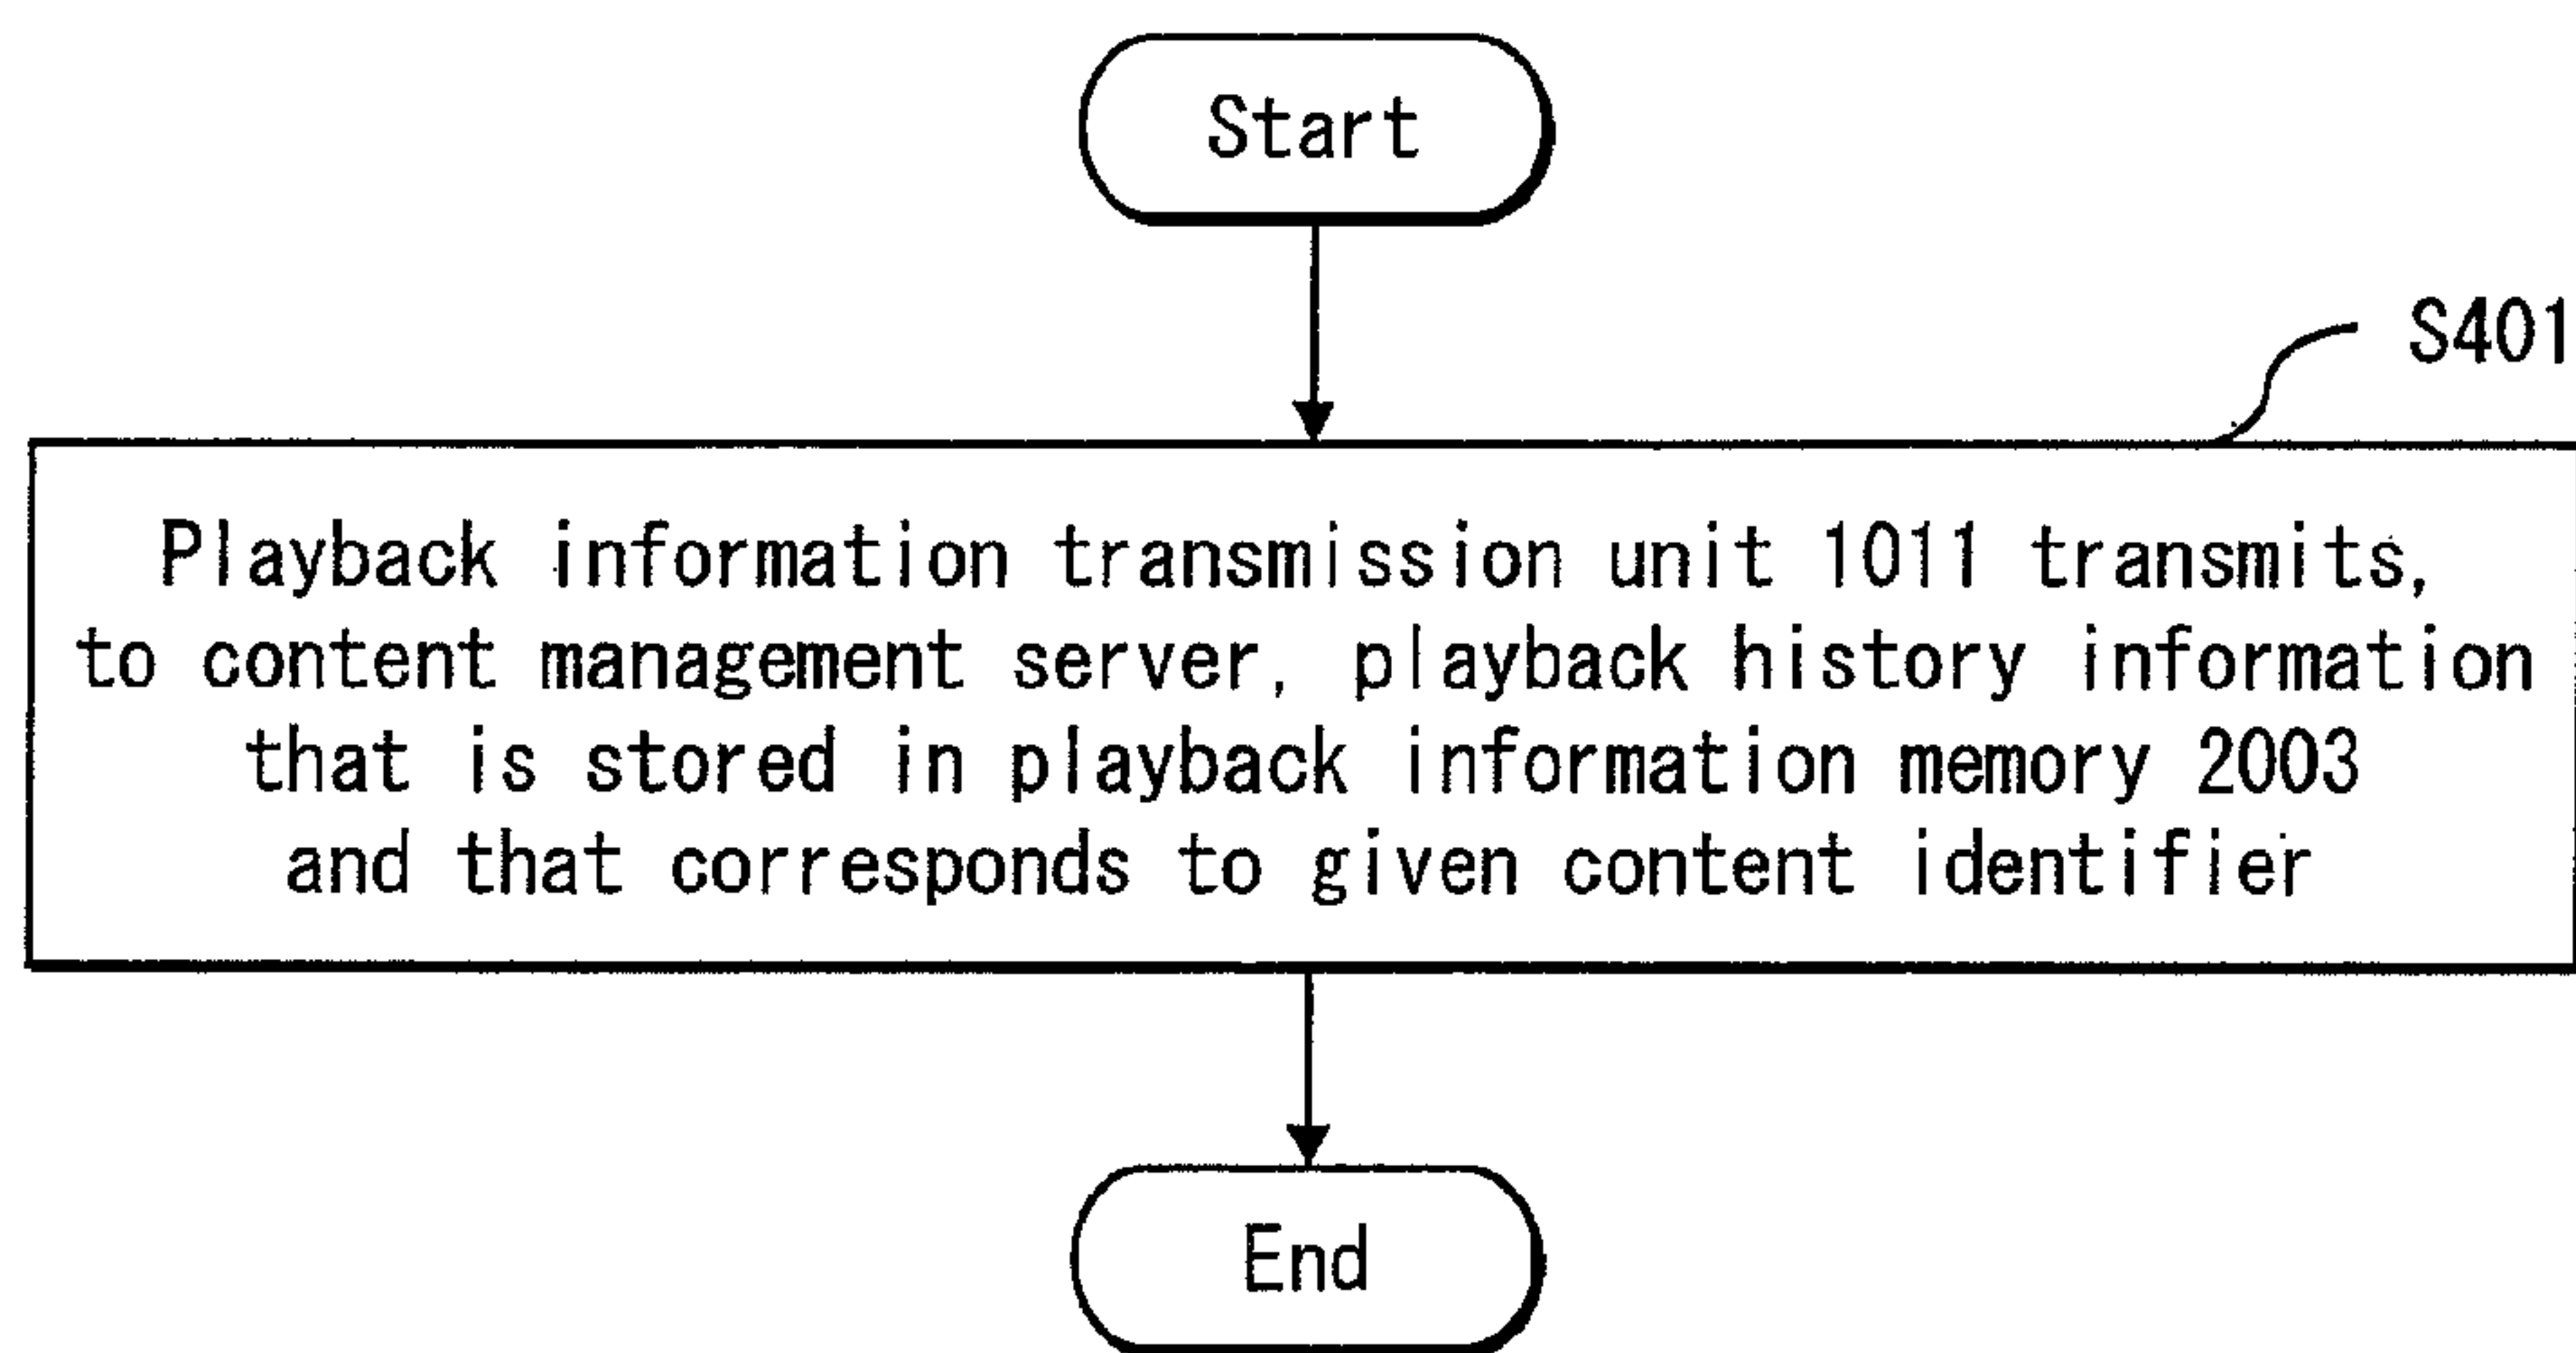 Start
S401
Playback information transmission unit 1011 transmits,
to content management server, playback history information
that is stored in playback information memory 2003
and that corresponds to given content identifier
End